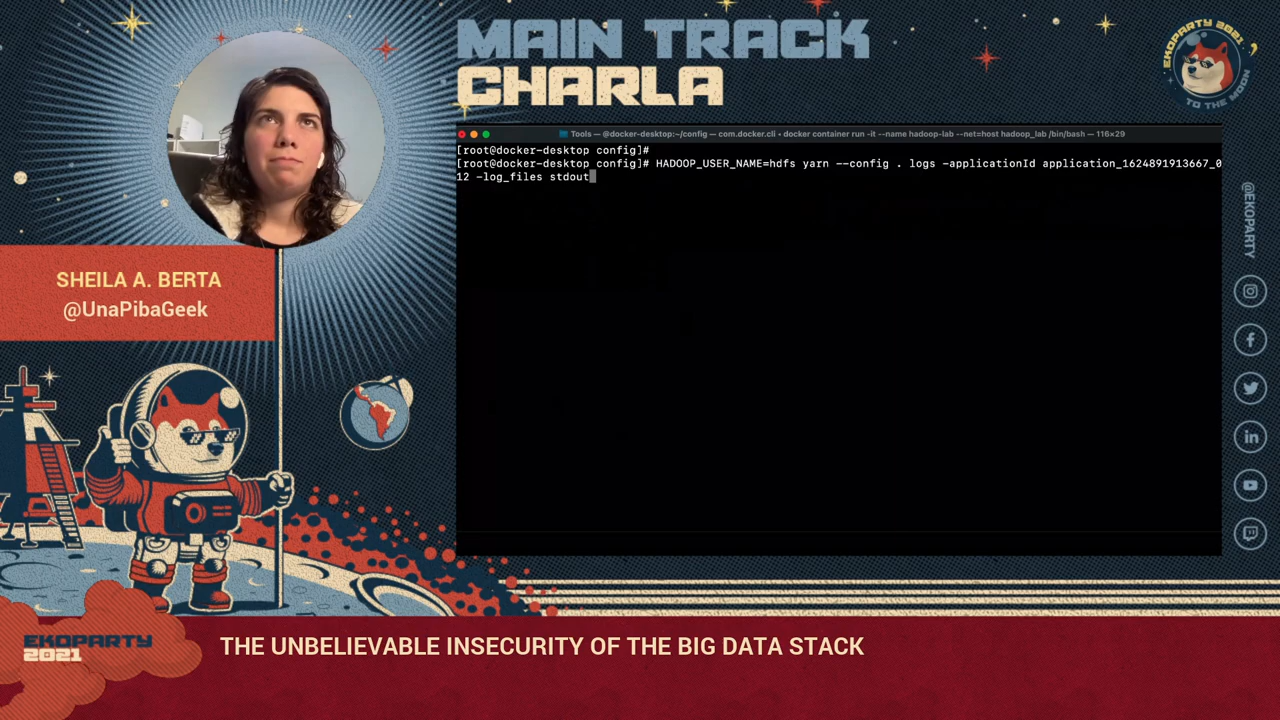 MAIN TRACK
CHARLA
EKOPARTY 2021
TO THE MOON
Tools — @docker-desktop:~/config — com.docker.cli • docker container run -it --name hadoop-lab --net=host hadoop_lab /bin/bash — 116×29
[root@docker-desktop config]#
[root@docker-desktop config]# HADOOP_USER_NAME=hdfs yarn --config . logs -applicationId application_1624891913667_0
12 -log_files stdout
@EKOPARTY
SHEILA A. BERTA
@UnaPibaGeek
EKOPARTY
2021
THE UNBELIEVABLE INSECURITY OF THE BIG DATA STACK